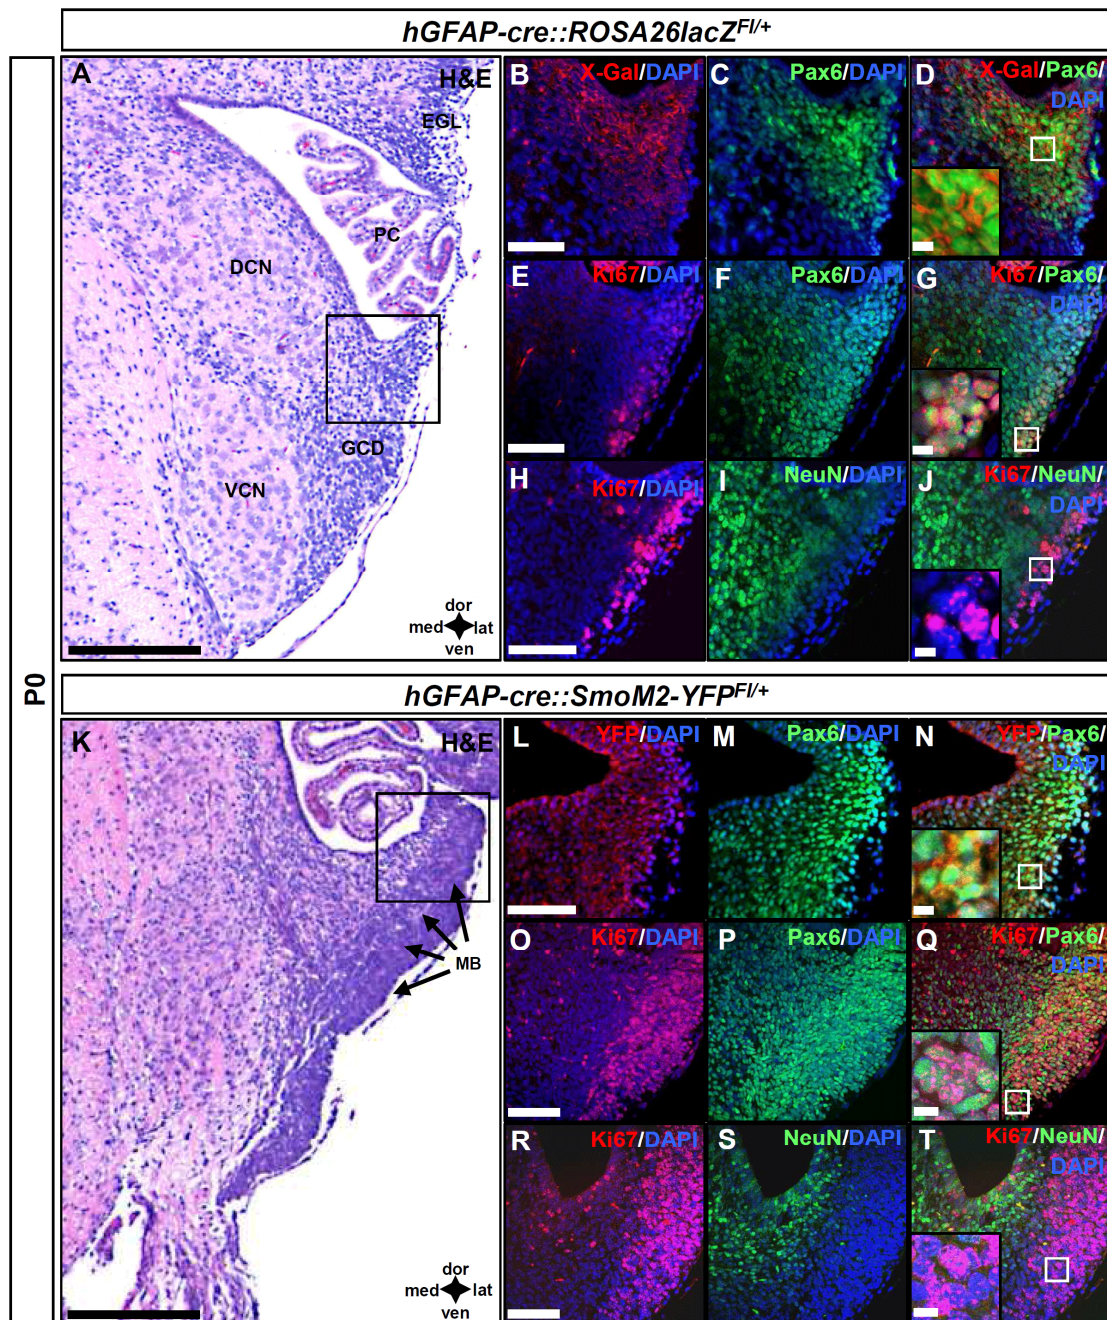 hGFAP-cre::ROSA26lacZFl/+
P0
A
H&E
EGL
PC
DCN
GCD
VCN
dor
med lat
ven
B X-Gal/DAPI
C Pax6/DAPI
D X-Gal/Pax6/
DAPI
E Ki67/DAPI
F Pax6/DAPI
G Ki67/Pax6/
DAPI
H Ki67/DAPI
I NeuN/DAPI
J Ki67/NeuN/
DAPI
hGFAP-cre::SmoM2-YFPFl/+
K
H&E
MB
dor
med lat
ven
L YFP/DAPI
M Pax6/DAPI
N YFP/Pax6/
DAPI
O Ki67/DAPI
P Pax6/DAPI
Q Ki67/Pax6/
DAPI
R Ki67/DAPI
S NeuN/DAPI
T Ki67/NeuN/
DAPI